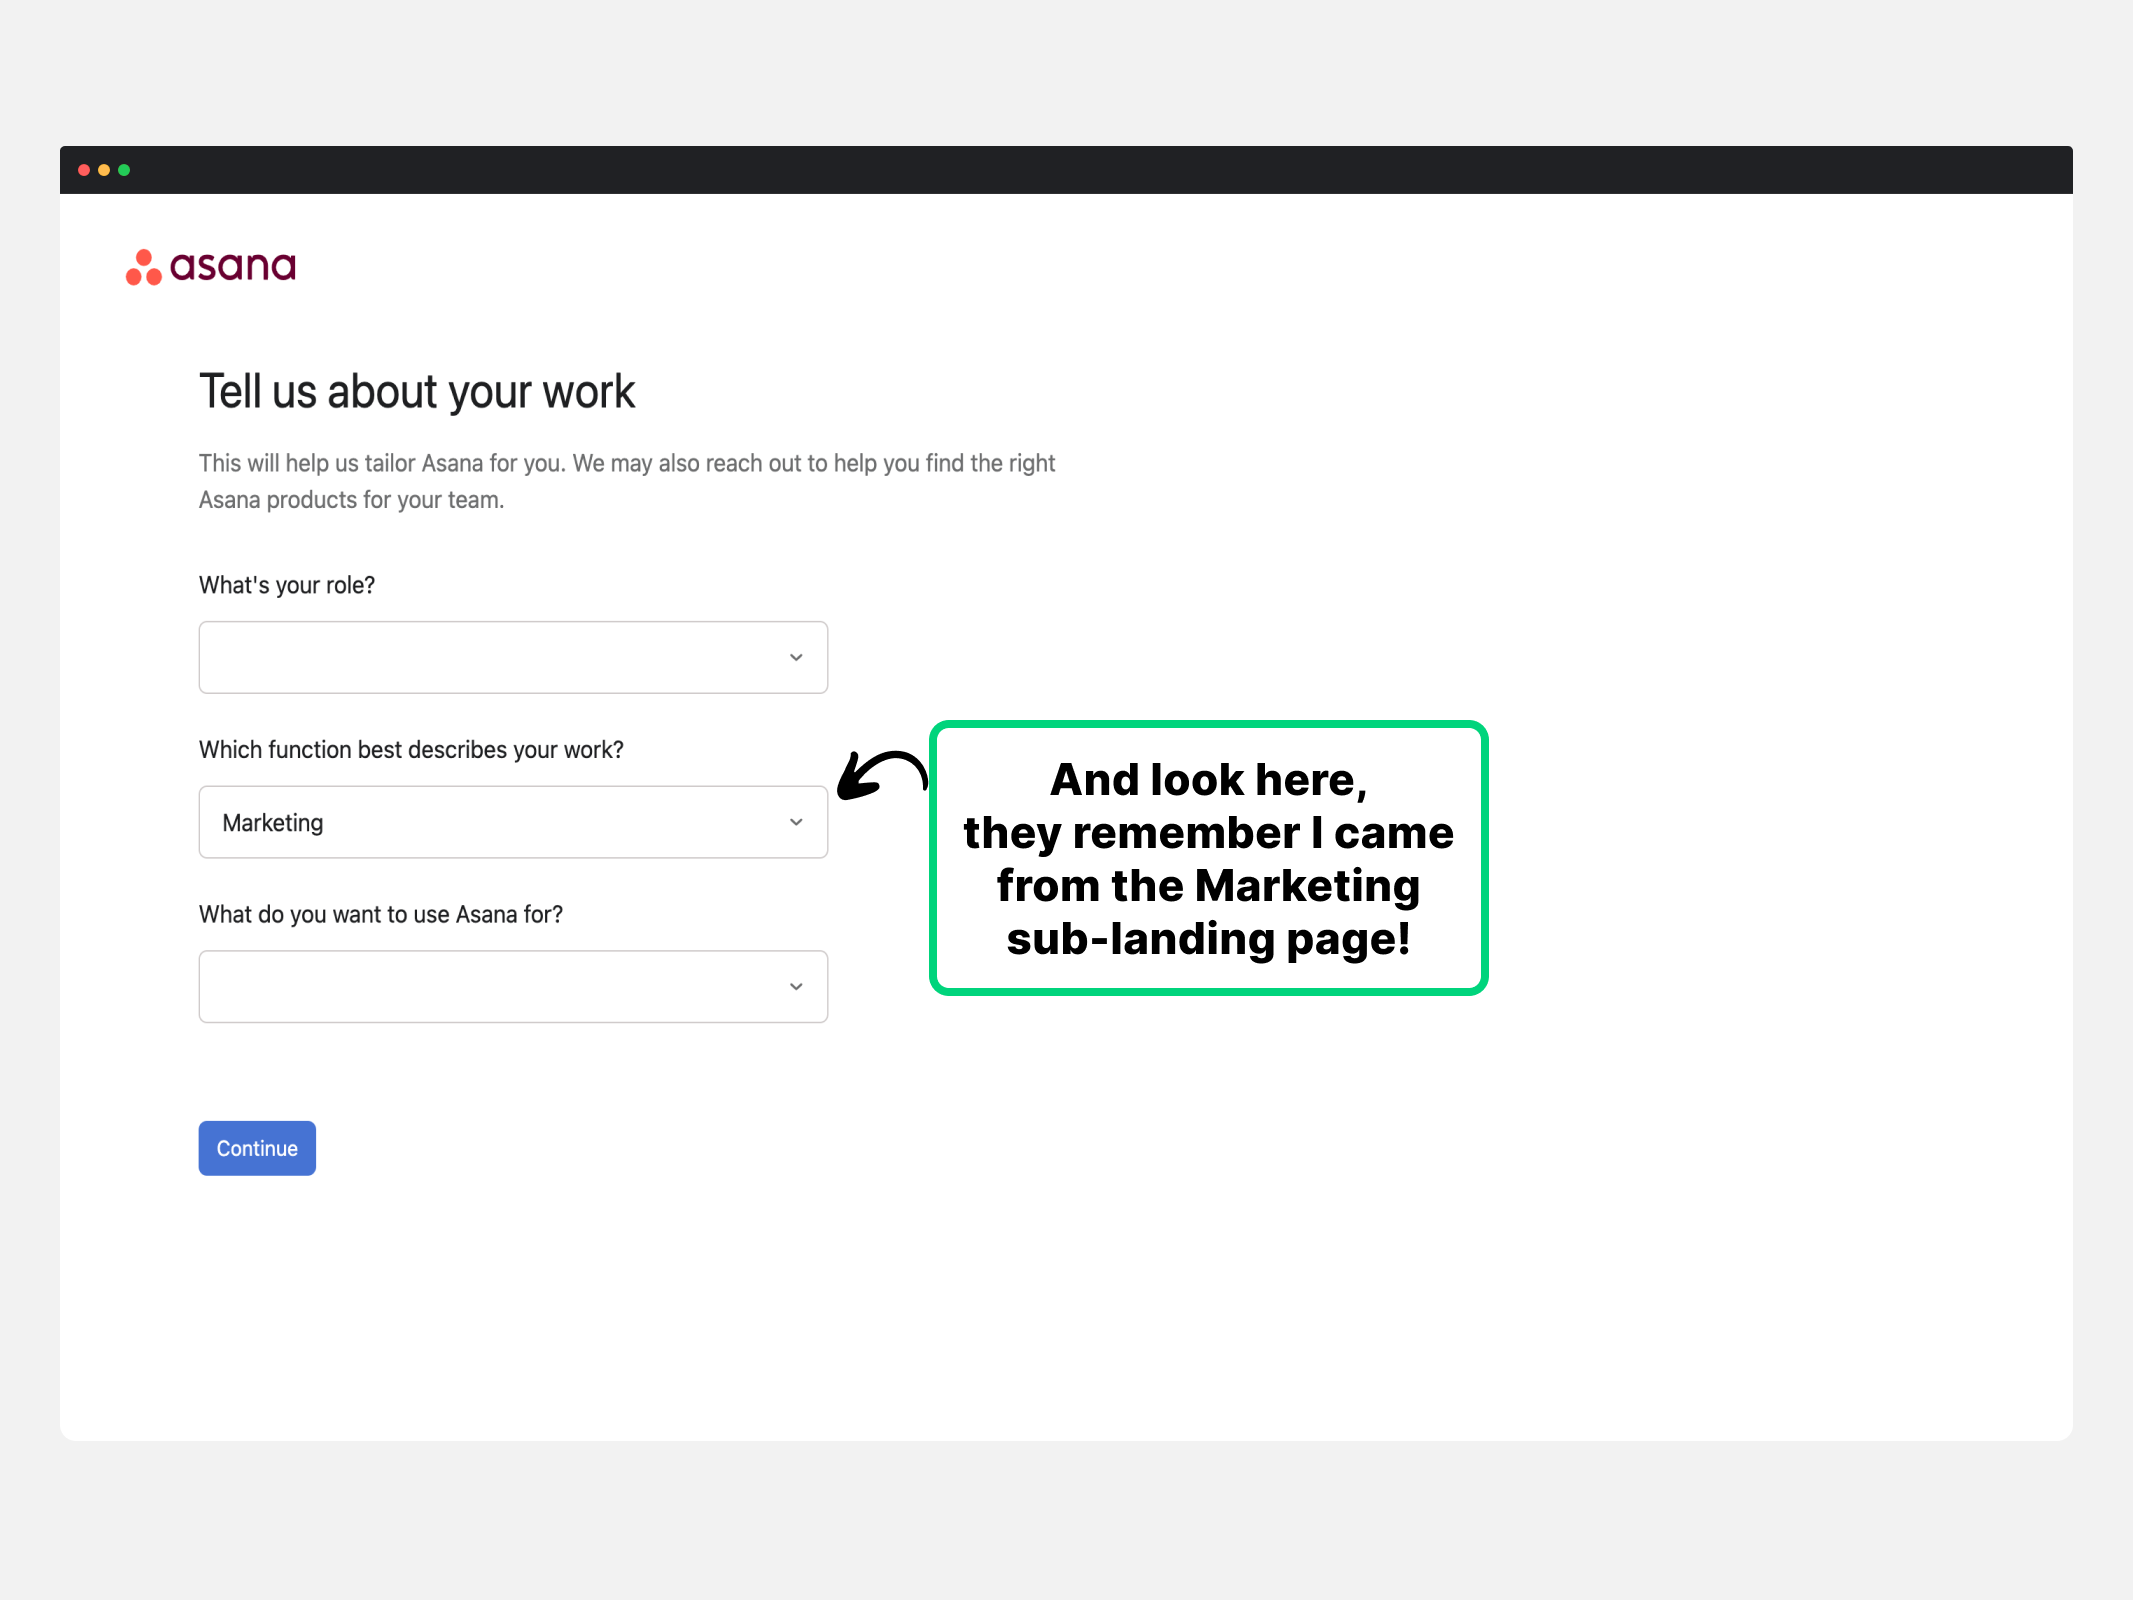 asana
Tell us about your work
This will help us tailor Asana for you. We may also reach out to help you find the right
Asana products for your team.
What's your role?
Which function best describes your work?
Marketing
What do you want to use Asana for?
Continue
And look here,
they remember I came
from the Marketing
sub-landing page!